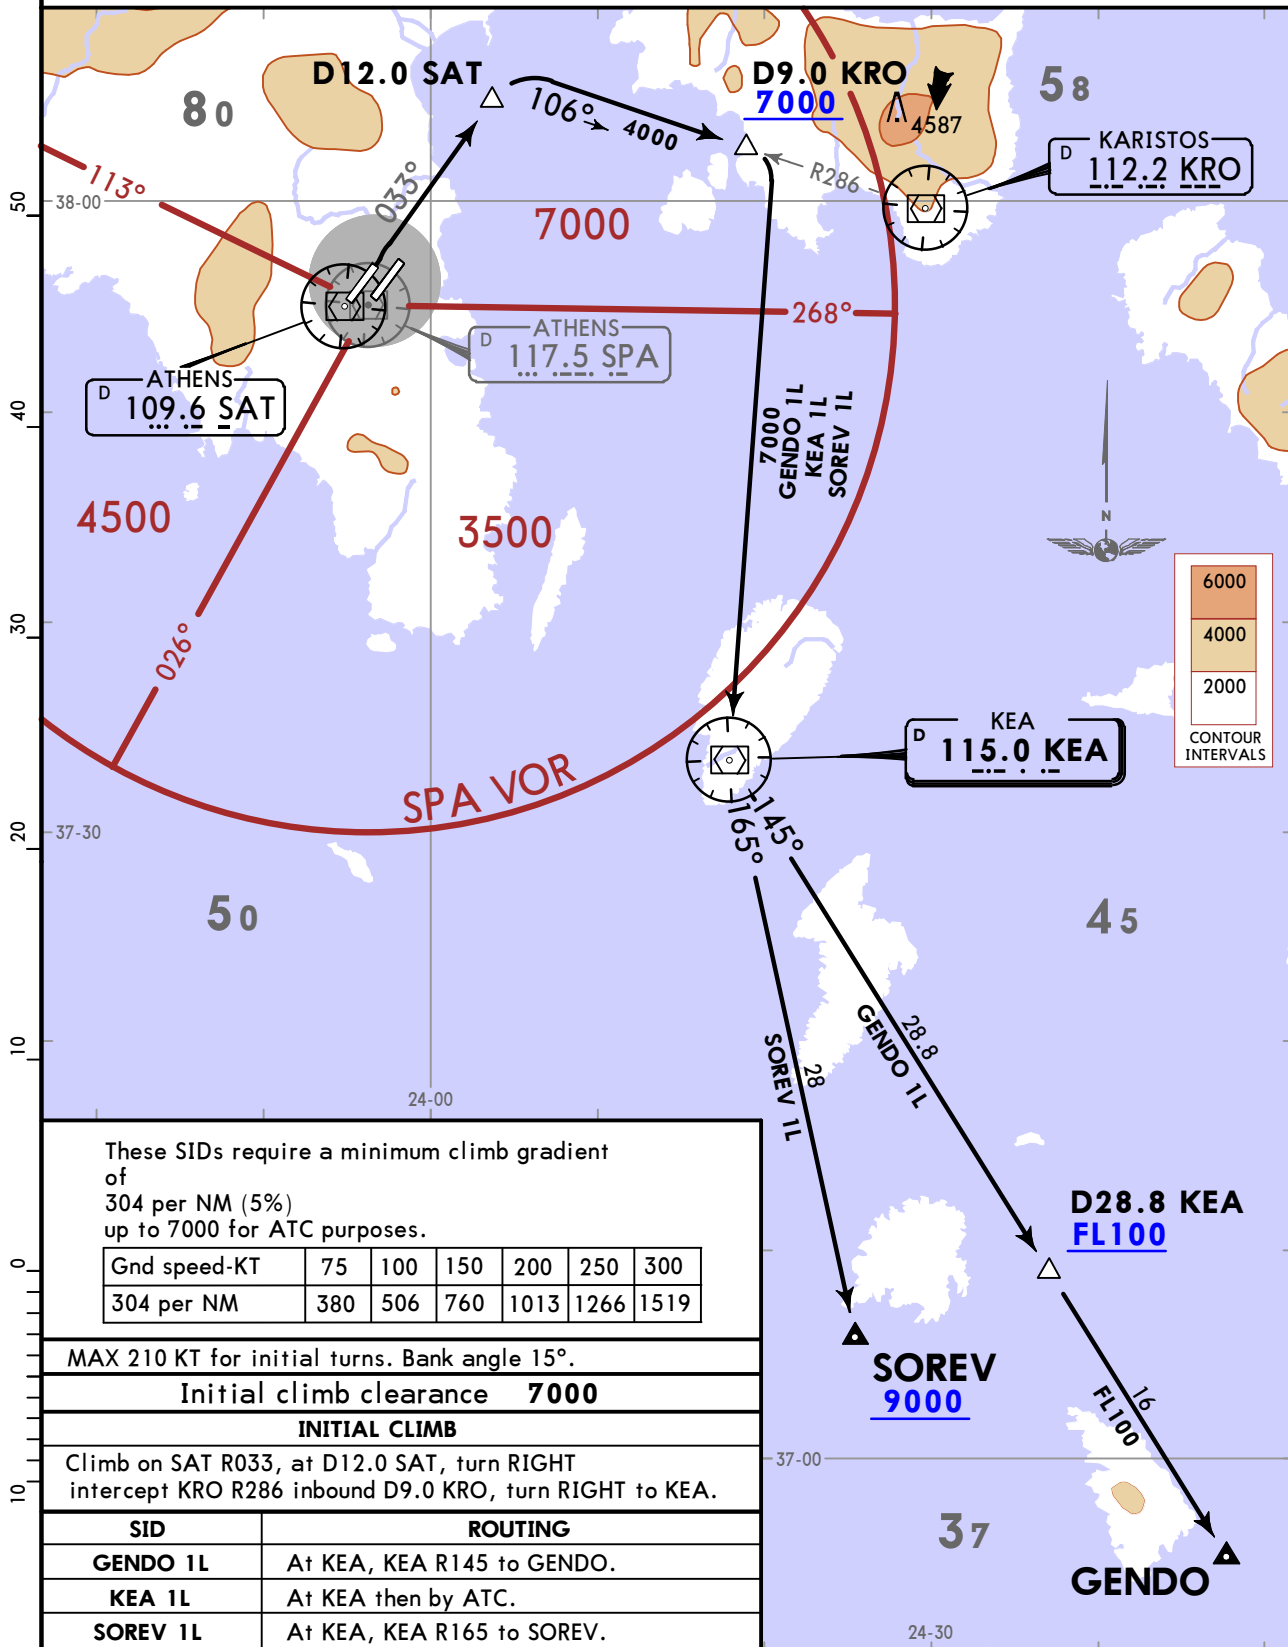 D12.0 SAT
D9.0 KRO
7000
80
58
106°
4000
4587
033°
R286
KARISTOS
D 112.2 KRO
113°
38-00
7000
268°
ATHENS
D 117.5 SPA
ATHENS
D 109.6 SAT
7000
GENDO 1L
KEA 1L
SOREV 1L
4500
3500
N
026°
6000
4000
2000
CONTOUR
INTERVALS
SPA VOR
KEA
D 115.0 KEA
37-30
165°
145°
50
45
28.8
GENDO 1L
28
SOREV 1L
24-00
50
40
30
20
10
0
10
These SIDs require a minimum climb gradient
of
304 per NM (5%)
up to 7000 for ATC purposes.
Gnd speed-KT 75 100 150 200 250 300
304 per NM 380 506 760 1013 1266 1519
MAX 210 KT for initial turns. Bank angle 15°.
Initial climb clearance 7000
INITIAL CLIMB
Climb on SAT R033, at D12.0 SAT, turn RIGHT
intercept KRO R286 inbound D9.0 KRO, turn RIGHT to KEA.
SID ROUTING
GENDO 1L At KEA, KEA R145 to GENDO.
KEA 1L At KEA then by ATC.
SOREV 1L At KEA, KEA R165 to SOREV.
D28.8 KEA
FL100
SOREV
9000
16
FL100
37-00
37
GENDO
24-30